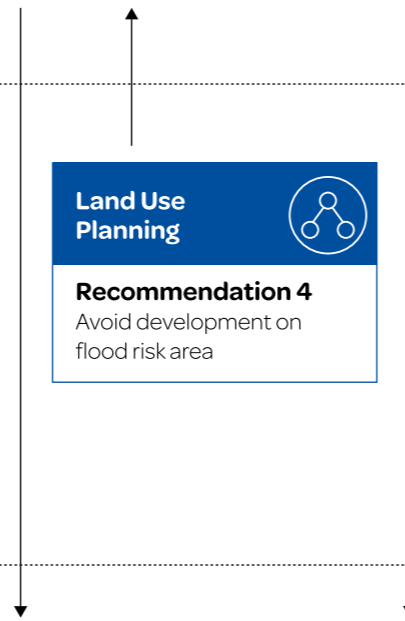 Land Use
Planning
Recommendation 4
Avoid development on
flood risk area